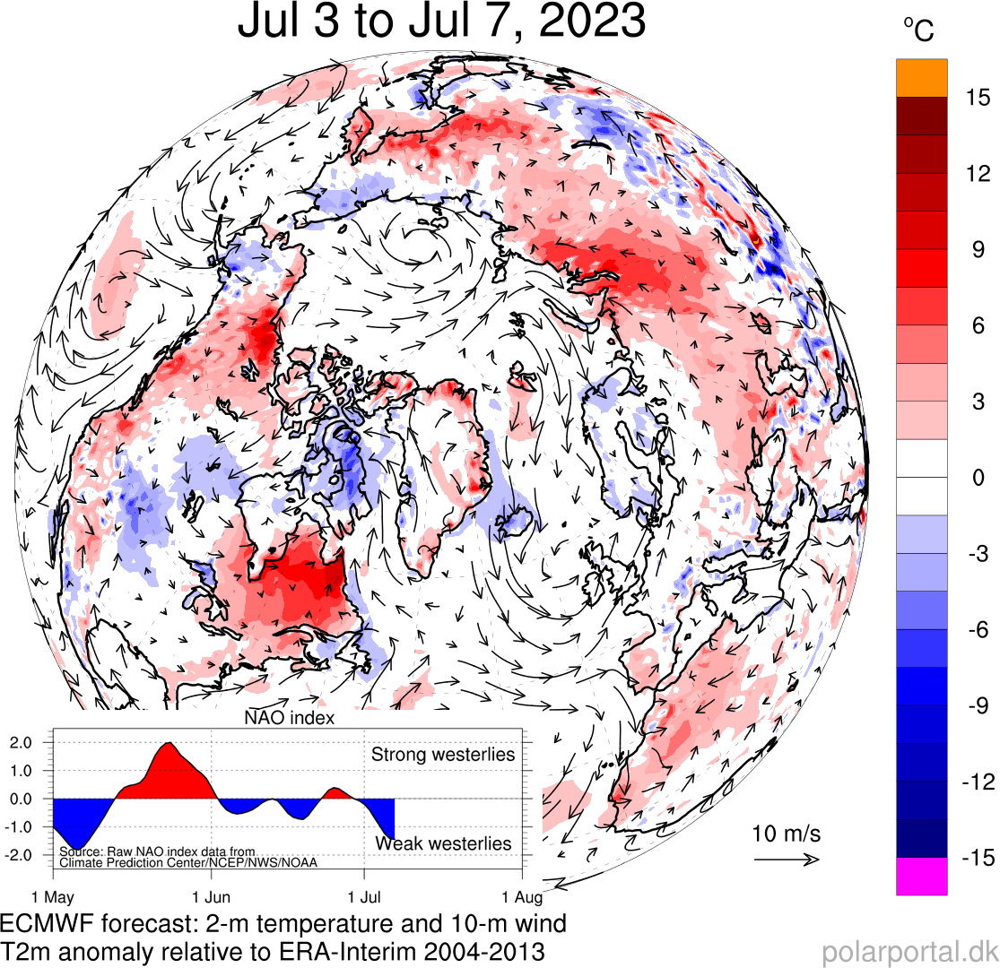 Jul 3 to Jul 7, 2023
oC
15
12
9
6
3
0
-3
-6
-9
-12
-15
10 m/s
NAO index
2.0
1.0
0.0
-1.0
-2.0
Strong westerlies
Weak westerlies
Source: Raw NAO index data from
Climate Prediction Center/NCEP/NWS/NOAA
1 May
1 Jun
1 Jul
1 Aug
ECMWF forecast: 2-m temperature and 10-m wind
T2m anomaly relative to ERA-Interim 2004-2013
polarportal.dk